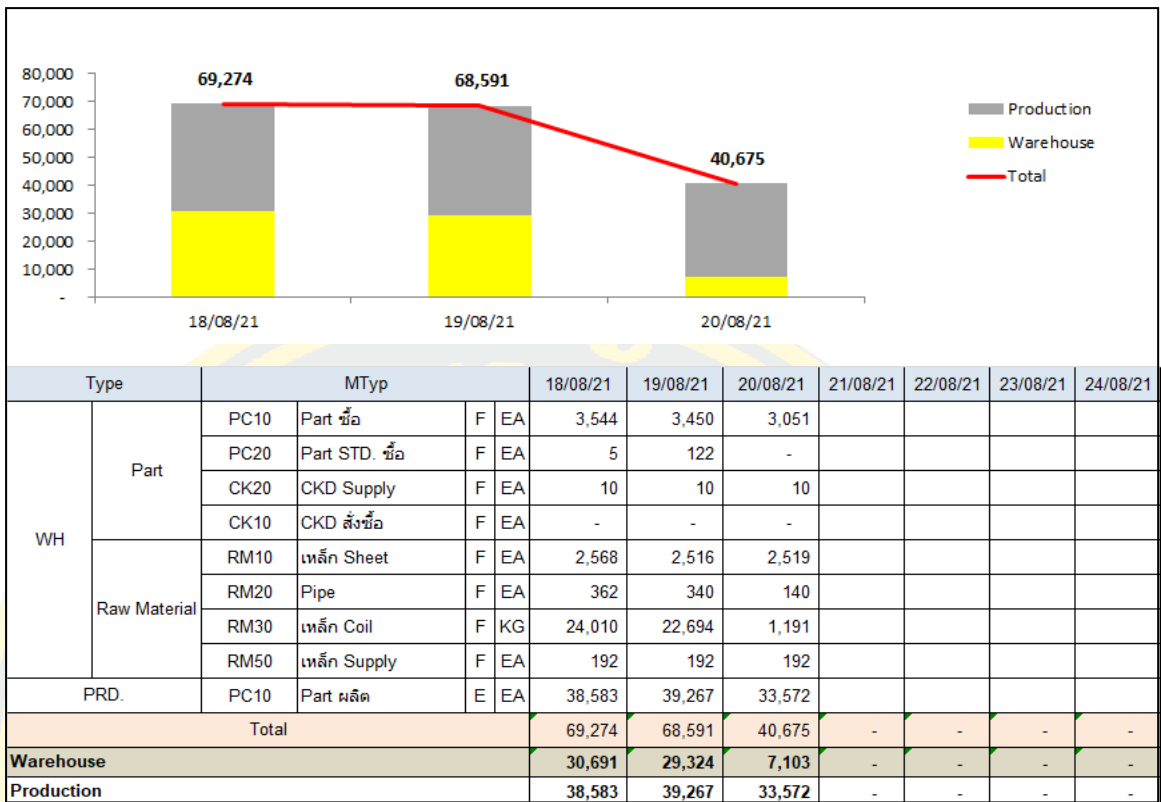 80,000
70,000
60,000
50,000
40,000
30,000
20,000
10,000
-
69,274
68,591
40,675
18/08/21 19/08/21 20/08/21
Production
Warehouse
Total
Type MTyp 18/08/21 19/08/21 20/08/21 21/08/21 22/08/21 23/08/21 24/08/21
WH
Part
PC10 Part ซื้อ F EA 3,544 3,450 3,051
PC20 Part STD. ซื้อ F EA 5 122 -
CK20 CKD Supply F EA 10 10 10
CK10 CKD สั่งซื้อ F EA - - -
Raw Material
RM10 เหล็ก Sheet F EA 2,568 2,516 2,519
RM20 Pipe F EA 362 340 140
RM30 เหล็ก Coil F KG 24,010 22,694 1,191
RM50 เหล็ก Supply F EA 192 192 192
PRD. PC10 Part ผลิต E EA 38,583 39,267 33,572
Total 69,274 68,591 40,675 - - - -
Warehouse 30,691 29,324 7,103 - - - -
Production 38,583 39,267 33,572 - - - -